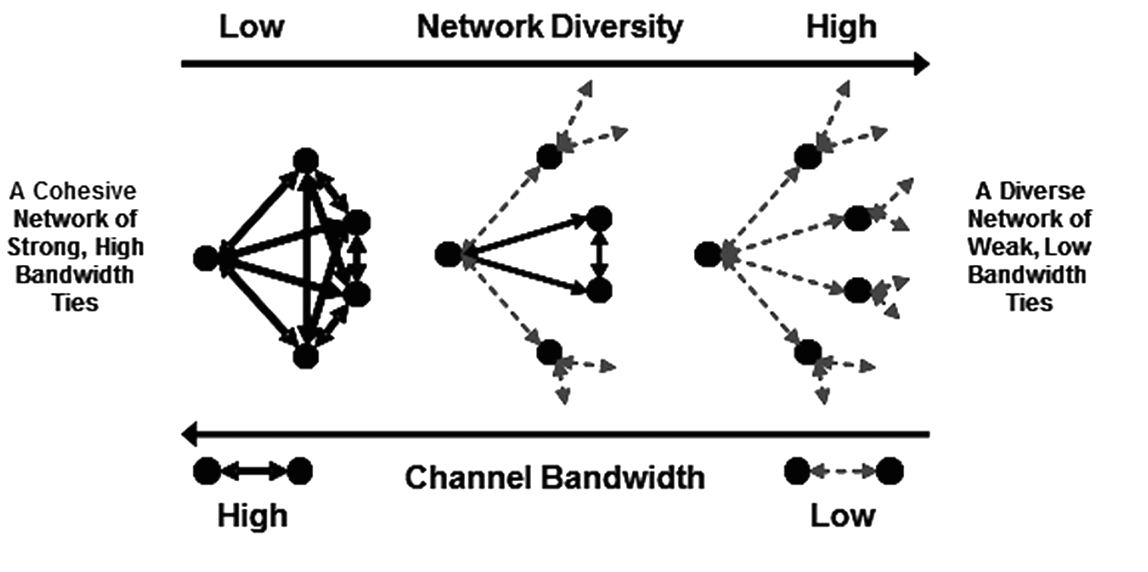 Low Network Diversity High
A Cohesive
Network of
Strong, High
Bandwidth
Ties
A Diverse
Network of
Weak, Low
Bandwidth
Ties
Channel Bandwidth
High
Low